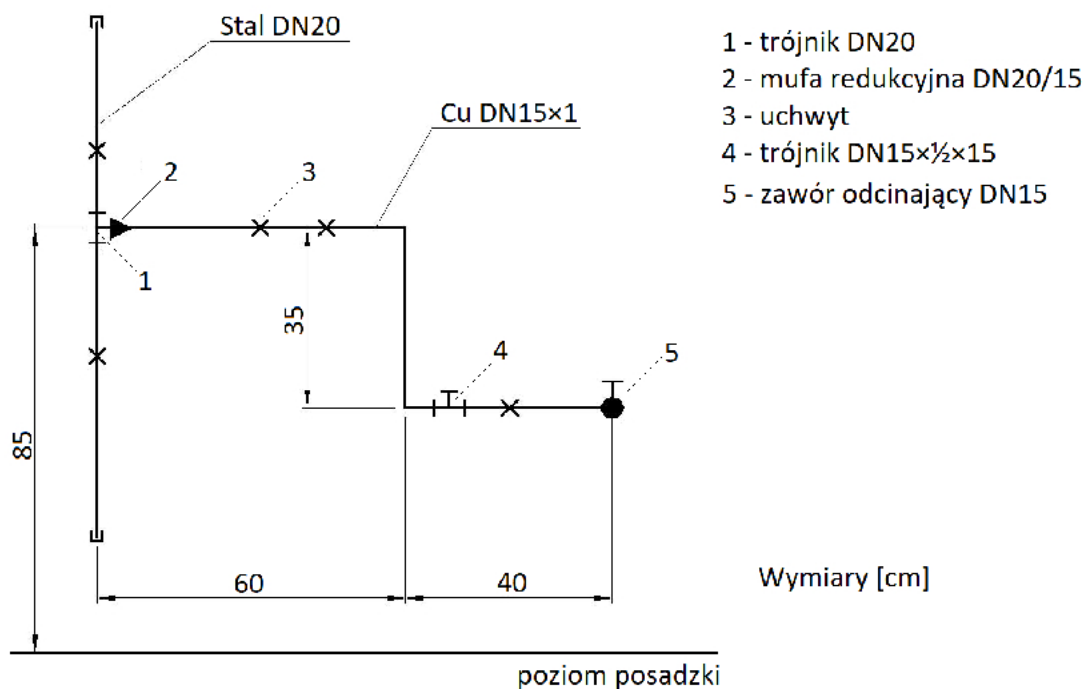 Stal DN20
Cu DN15×1
1 - trójnik DN20
2 - mufa redukcyjna DN20/15
3 - uchwyt
4 - trójnik DN15×½×15
5 - zawór odcinający DN15
2
3
1
35
4
5
85
60
40
Wymiary [cm]
poziom posadzki